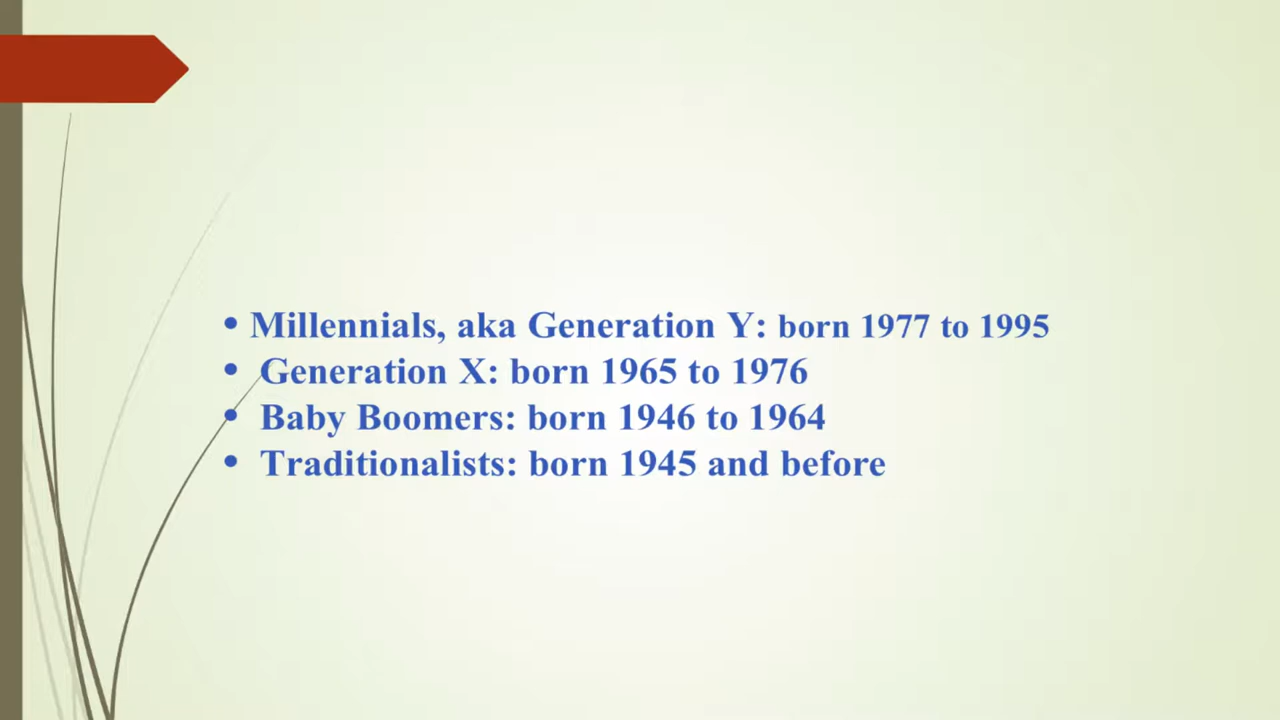 • Millennials, aka Generation Y: born 1977 to 1995
• Generation X: born 1965 to 1976
• Baby Boomers: born 1946 to 1964
• Traditionalists: born 1945 and before